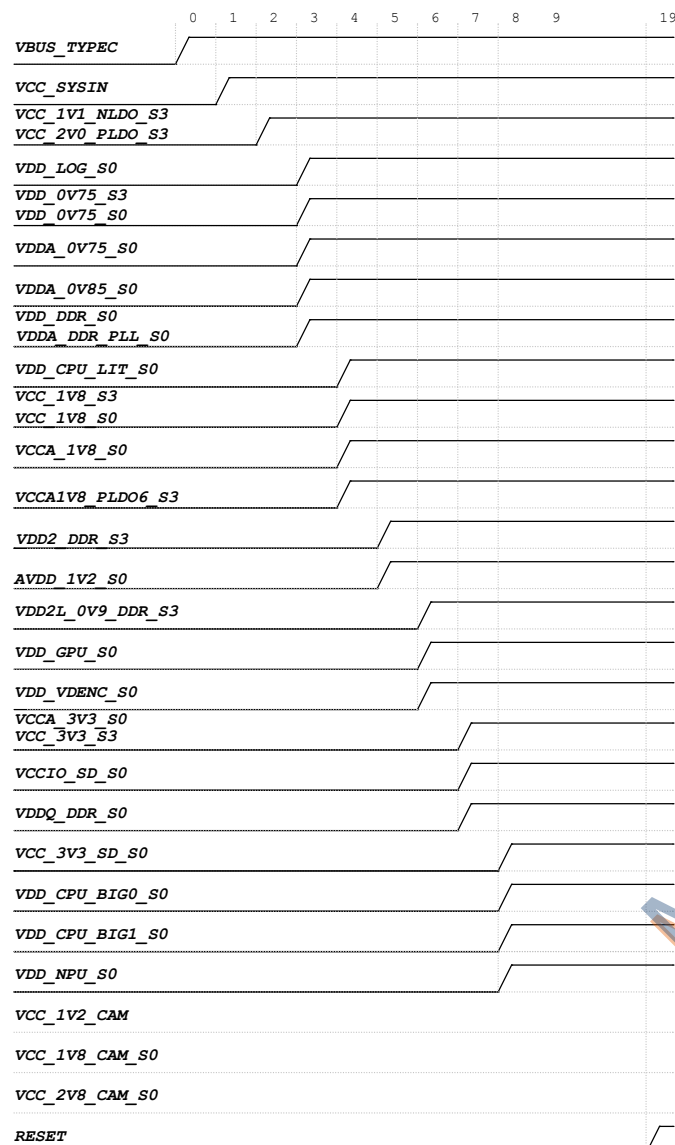 0 1 2 3 4 5 6 7 8 9 19
VBUS_TYPEC
VCC_SYSIN
VCC_1V1_NLDO_S3
VCC_2V0_PLDO_S3
VDD_LOG_S0
VDD_0V75_S3
VDD_0V75_S0
VDDA_0V75_S0
VDDA_0V85_S0
VDD_DDR_S0
VDDA_DDR_PLL_S0
VDD_CPU_LIT_S0
VCC_1V8_S3
VCC_1V8_S0
VCCA_1V8_S0
VCCA1V8_PLDO6_S3
VDD2_DDR_S3
AVDD_1V2_S0
VDD2L_0V9_DDR_S3
VDD_GPU_S0
VDD_VDENC_S0
VCCA_3V3_S0
VCC_3V3_S3
VCCIO_SD_S0
VDDQ_DDR_S0
VCC_3V3_SD_S0
VDD_CPU_BIG0_S0
VDD_CPU_BIG1_S0
VDD_NPU_S0
VCC_1V2_CAM
VCC_1V8_CAM_S0
VCC_2V8_CAM_S0
RESET